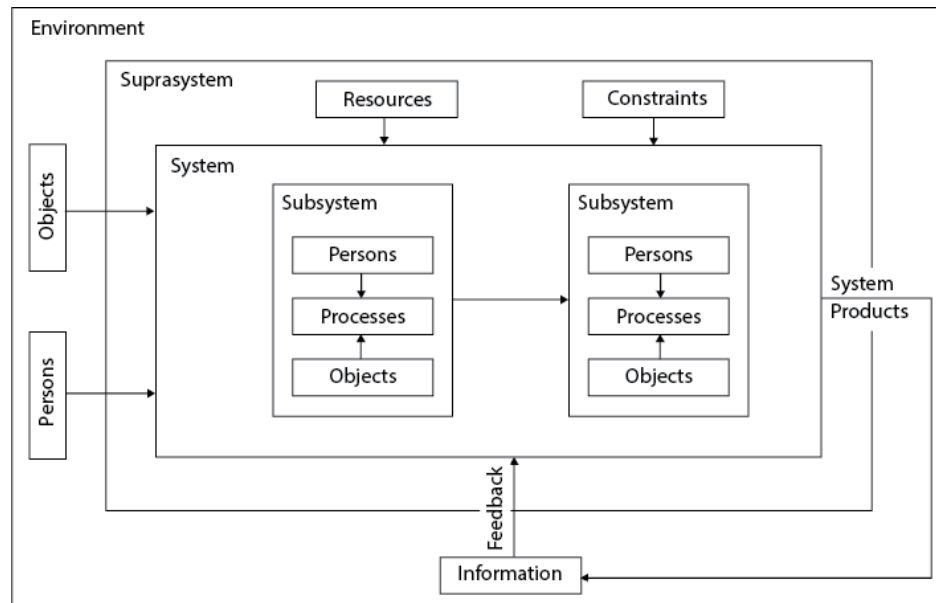 Environment
Suprasystem
Resources
Constraints
Objects
System
Subsystem
Persons
Processes
Objects
Subsystem
Persons
Processes
Objects
System
Products
Persons
Feedback
Information